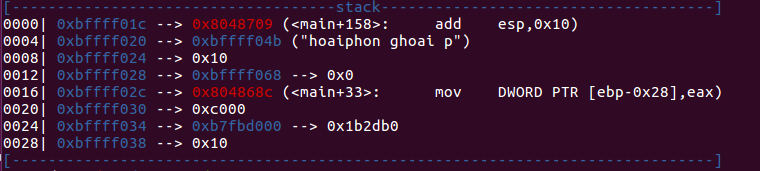 [------------------------------------stack-------------------------------------]
0000| 0xbffff01c --> 0x8048709 (<main+158>:     add    esp,0x10)
0004| 0xbffff020 --> 0xbffff04b ("hoaiphon ghoai p")
0008| 0xbffff024 --> 0x10
0012| 0xbffff028 --> 0xbffff068 --> 0x0
0016| 0xbffff02c --> 0x804868c (<main+33>:      mov    DWORD PTR [ebp-0x28],eax)
0020| 0xbffff030 --> 0xc000
0024| 0xbffff034 --> 0xb7fbd000 --> 0x1b2db0
0028| 0xbffff038 --> 0x10
[------------------------------------------------------------------------------]